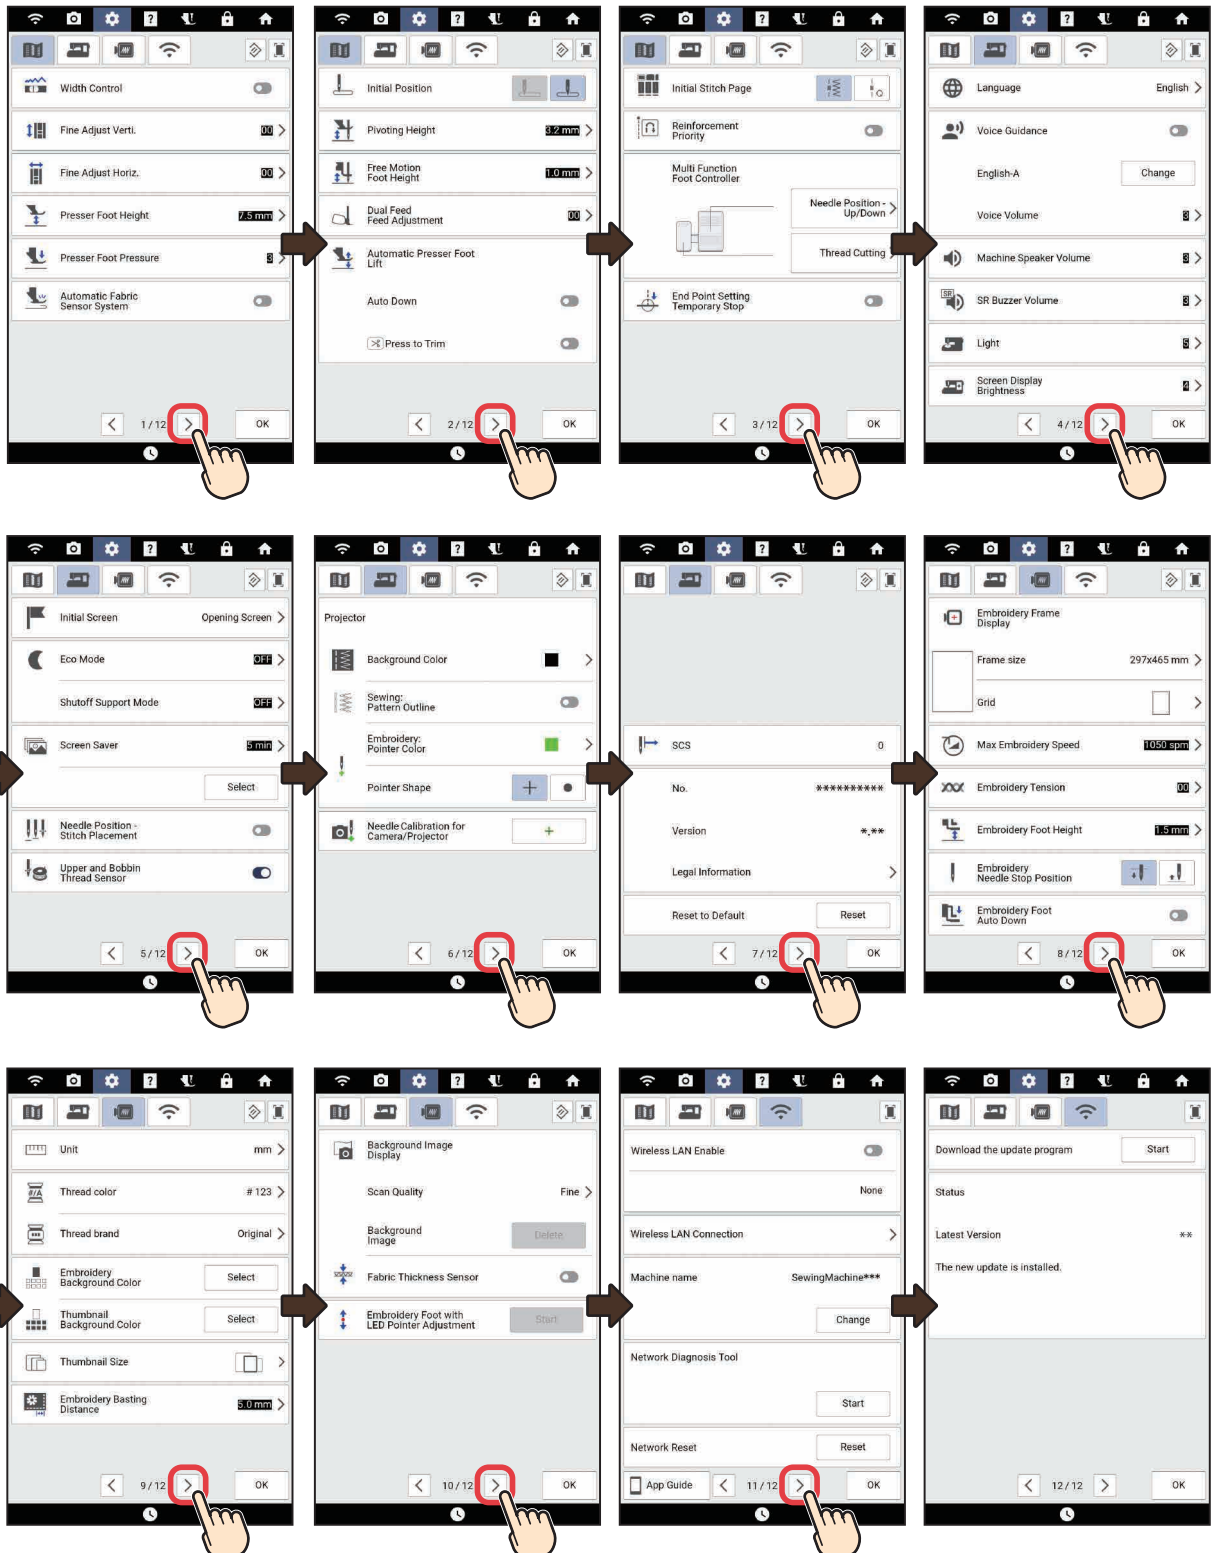 Width Control
Fine Adjust Verti. 00
Fine Adjust Horiz. 00
Presser Foot Height 7.5 mm
Presser Foot Pressure 3
Automatic Fabric
Sensor System
1 / 12 OK
Initial Position
Pivoting Height 3.2 mm
Free Motion
Foot Height 1.0 mm
Dual Feed
Feed Adjustment 00
Automatic Presser Foot
Lift
Auto Down
Press to Trim
2 / 12 OK
Initial Stitch Page
Reinforcement
Priority
Multi Function
Foot Controller
Needle Position -
Up/Down
Thread Cutting
End Point Setting
Temporary Stop
3 / 12 OK
Language English
Voice Guidance
English-A Change
Voice Volume 3
Machine Speaker Volume 3
SR
SR Buzzer Volume 3
Light 5
Screen Display
Brightness 4
4 / 12 OK
Initial Screen Opening Screen
Eco Mode OFF
Shutoff Support Mode OFF
Screen Saver 5 min
Select
Needle Position -
Stitch Placement
Upper and Bobbin
Thread Sensor
5 / 12 OK
Projector
Background Color
Sewing:
Pattern Outline
Embroidery:
Pointer Color
Pointer Shape
Needle Calibration for
Camera/Projector
6 / 12 OK
SCS 0
No. **********
Version *.**
Legal Information
Reset to Default Reset
7 / 12 OK
Embroidery Frame
Display
Frame size 297x465 mm
Grid
Max Embroidery Speed 1050 spm
Embroidery Tension 00
Embroidery Foot Height 1.5 mm
Embroidery
Needle Stop Position
Embroidery Foot
Auto Down
8 / 12 OK
Unit mm
#/A
Thread color # 123
Thread brand Original
Embroidery
Background Color Select
Thumbnail
Background Color Select
Thumbnail Size
Embroidery Basting
Distance 5.0 mm
9 / 12 OK
Background Image
Display
Scan Quality Fine
Background
Image Delete
Fabric Thickness Sensor
Embroidery Foot with
LED Pointer Adjustment Start
10 / 12 OK
Wireless LAN Enable
None
Wireless LAN Connection
Machine name SewingMachine***
Change
Network Diagnosis Tool
Start
Network Reset Reset
App Guide 11 / 12 OK
Download the update program Start
Status
Latest Version **
The new update is installed.
12 / 12 OK